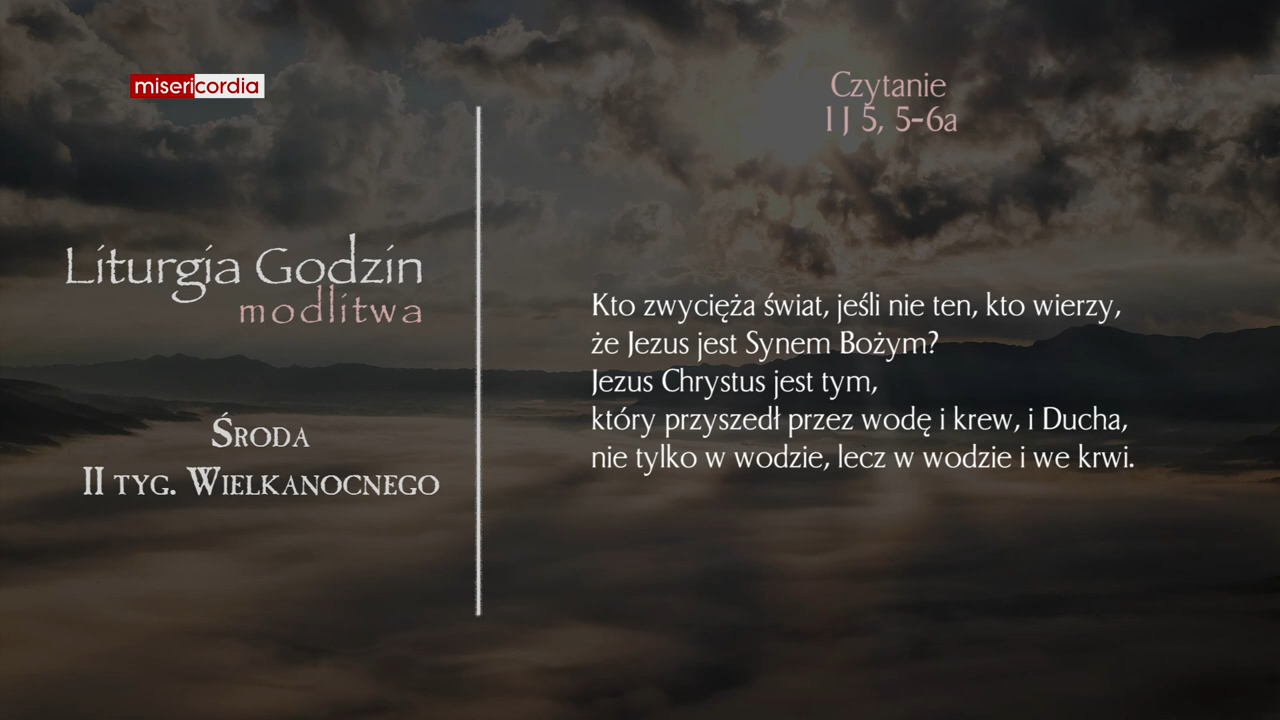 misericordia
Liturgia Godzin
modlitwa
Środa
II tyg. Wielkanocnego
Czytanie
1 J 5, 5-6a
Kto zwycięża świat, jeśli nie ten, kto wierzy,
że Jezus jest Synem Bożym?
Jezus Chrystus jest tym,
który przyszedł przez wodę i krew, i Ducha,
nie tylko w wodzie, lecz w wodzie i we krwi.